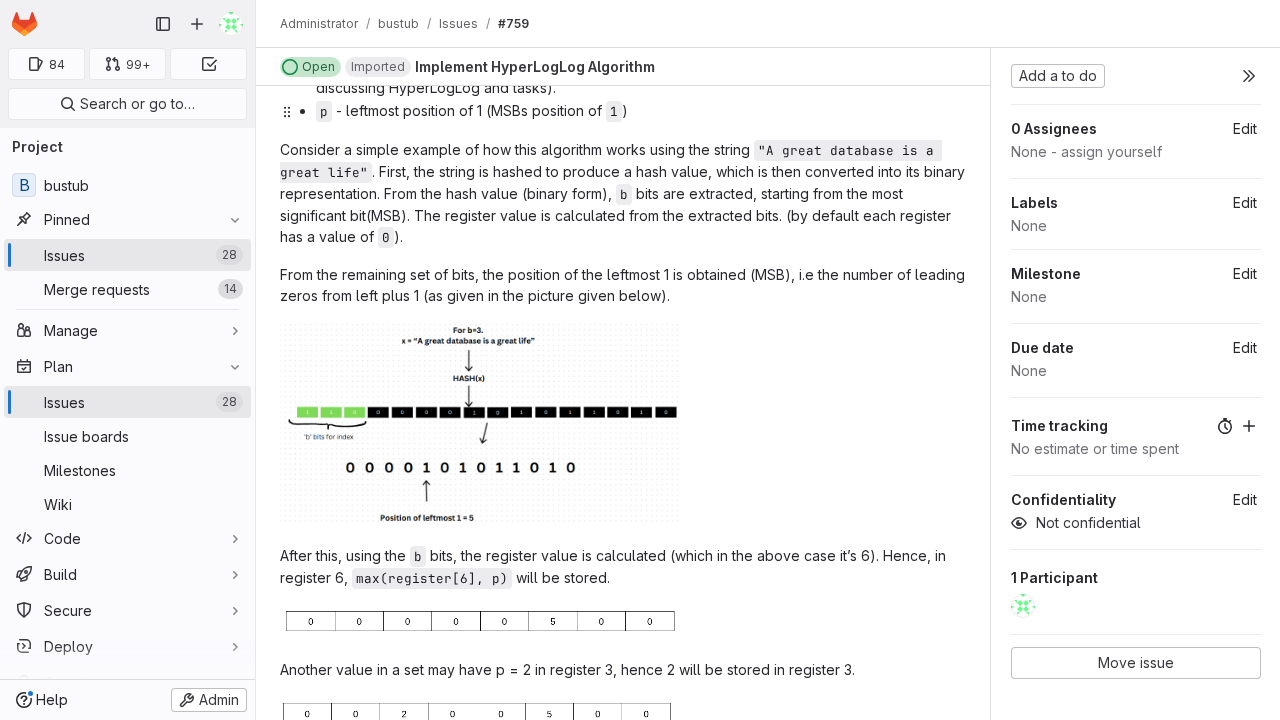 Administrator / bustub / Issues / #759
84
99+
Search or go to…
Project
B bustub
Pinned
Issues 28
Merge requests 14
Manage
Plan
Issues 28
Issue boards
Milestones
Wiki
Code
Build
Secure
Deploy
Help
Admin
Open Imported Implement HyperLogLog Algorithm
discussing HyperLogLog and tasks).
• p - leftmost position of 1 (MSBs position of 1)
Consider a simple example of how this algorithm works using the string "A great database is a
great life". First, the string is hashed to produce a hash value, which is then converted into its binary
representation. From the hash value (binary form), b bits are extracted, starting from the most
significant bit(MSB). The register value is calculated from the extracted bits. (by default each register
has a value of 0).
From the remaining set of bits, the position of the leftmost 1 is obtained (MSB), i.e the number of leading
zeros from left plus 1 (as given in the picture given below).
For b=3.
x = “A great database is a great life”
HASH(x)
1 1 0 0 0 0 0 1 0 1 0 1 1 0 1 0
'b' bits for index
0 0 0 0 1 0 1 0 1 1 0 1 0
Position of leftmost 1 = 5
After this, using the b bits, the register value is calculated (which in the above case it’s 6). Hence, in
register 6, max(register[6], p) will be stored.
0 0 0 0 0 5 0 0
Another value in a set may have p = 2 in register 3, hence 2 will be stored in register 3.
0 0 2 0 0 5 0 0
Add a to do
0 Assignees Edit
None - assign yourself
Labels Edit
None
Milestone Edit
None
Due date Edit
None
Time tracking
No estimate or time spent
Confidentiality Edit
Not confidential
1 Participant
Move issue